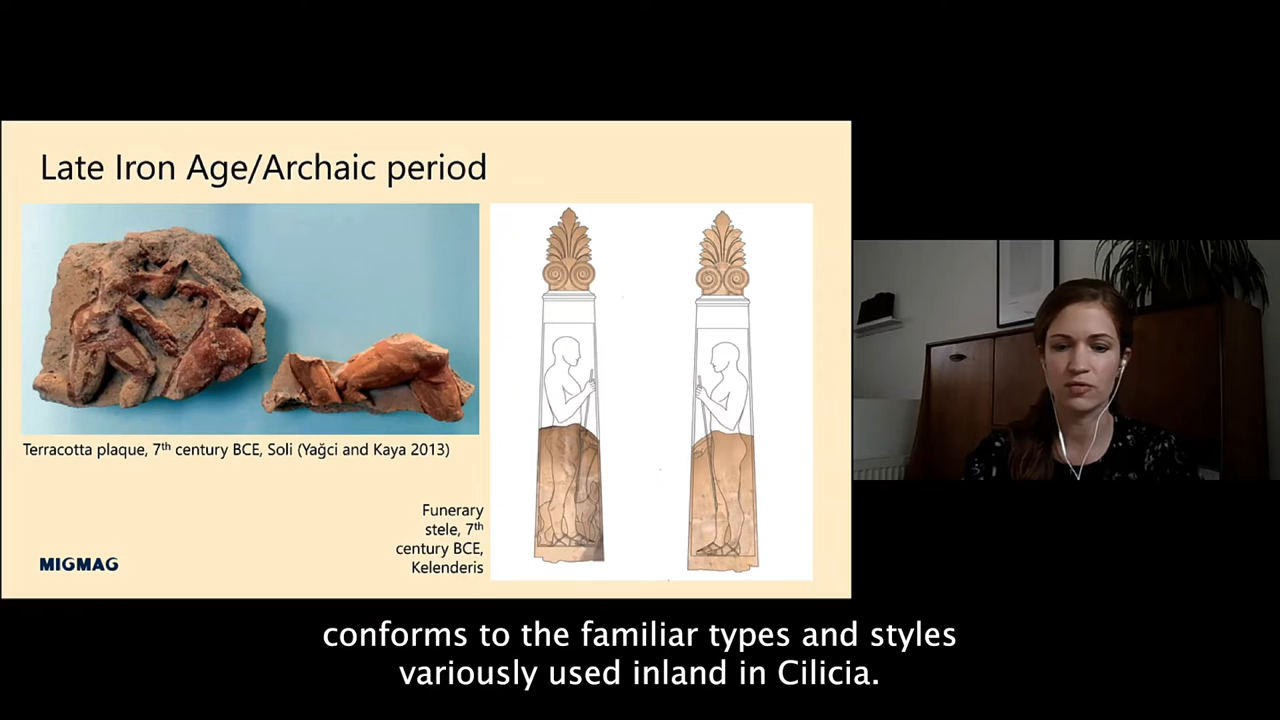 Late Iron Age/Archaic period
Terracotta plaque, 7th century BCE, Soli (Yağci and Kaya 2013)
Funerary
stele, 7th
century BCE,
Kelenderis
MIGMAG
conforms to the familiar types and styles
variously used inland in Cilicia.